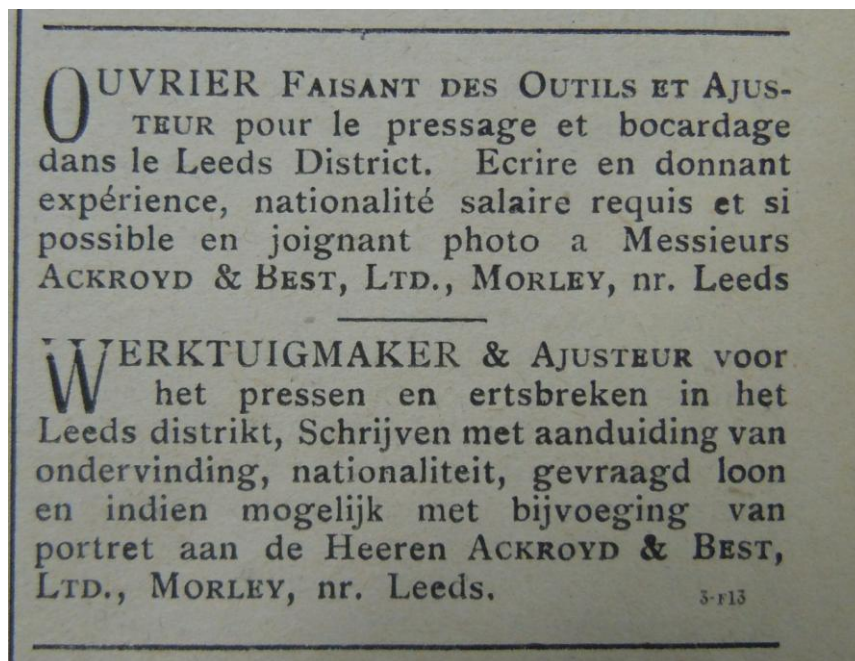 OUVRIER FAISANT DES OUTILS ET AJUS-
TEUR pour le pressage et bocardage
dans le Leeds District. Ecrire en donnant
expérience, nationalité salaire requis et si
possible en joignant photo a Messieurs
ACKROYD & BEST, LTD., MORLEY, nr. Leeds
WERKTUIGMAKER & AJUSTEUR voor
het pressen en ertsbreken in het
Leeds distrikt, Schrijven met aanduiding van
ondervinding, nationaliteit, gevraagd loon
en indien mogelijk met bijvoeging van
portret aan de Heeren ACKROYD & BEST,
LTD., MORLEY, nr. Leeds.
3-F13